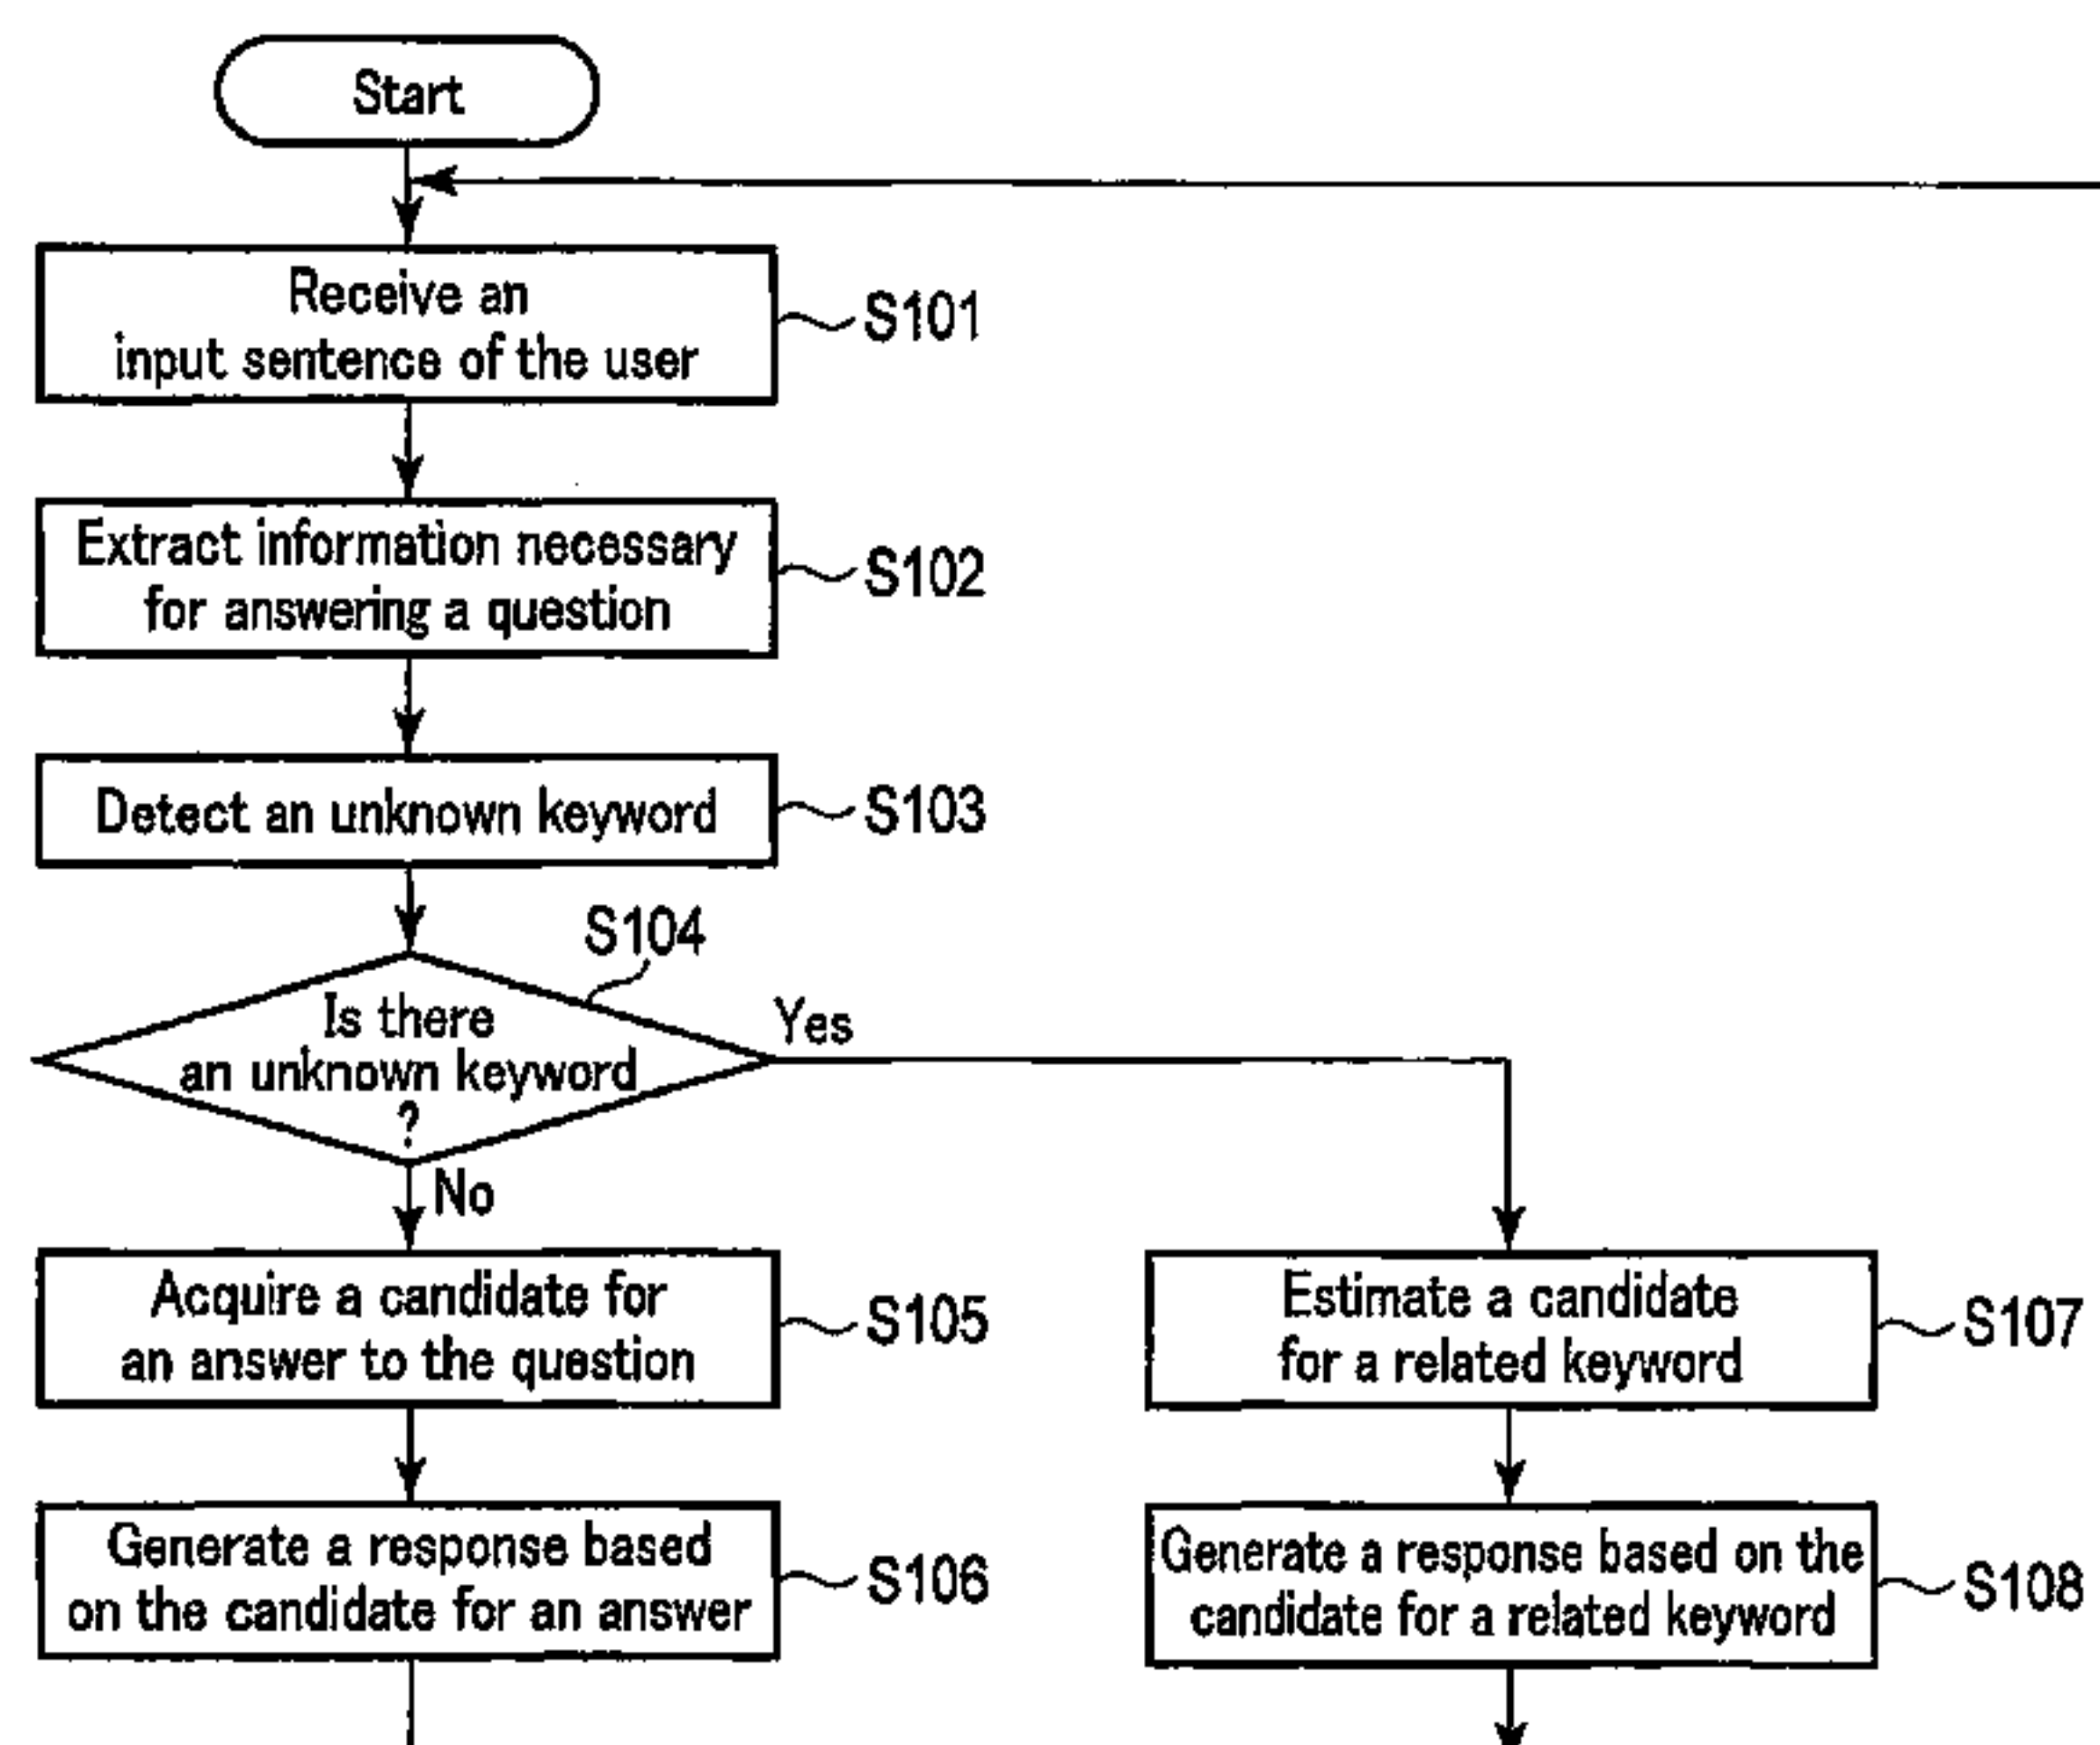 Start
Receive an
input sentence of the user
S101
Extract information necessary
for answering a question
S102
Detect an unknown keyword
S103
S104
Is there
an unknown keyword
?
Yes
No
Acquire a candidate for
an answer to the question
S105
Estimate a candidate
for a related keyword
S107
Generate a response based
on the candidate for an answer
S106
Generate a response based on the
candidate for a related keyword
S108